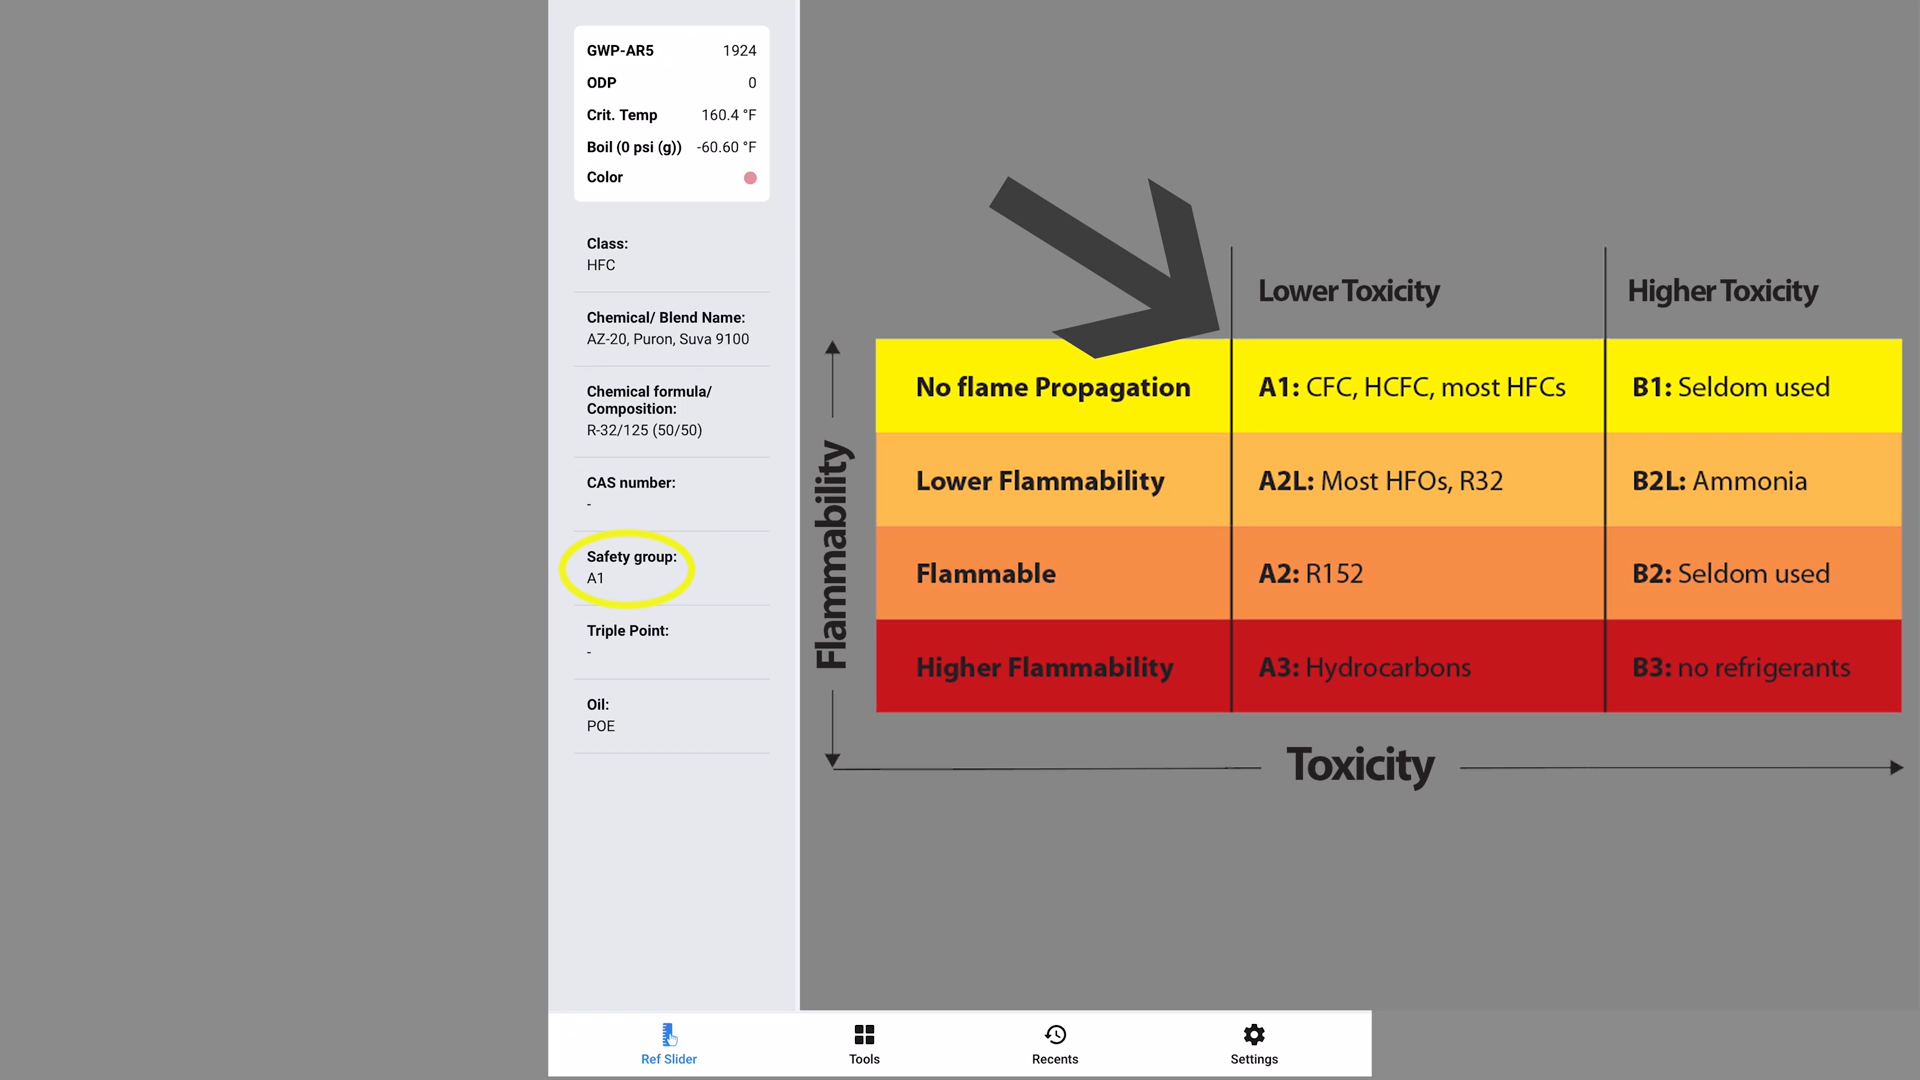 GWP-AR5 1924
ODP 0
Crit. Temp 160.4 °F
Boil (0 psi (g)) -60.60 °F
Color
Class:
HFC
Chemical/ Blend Name:
AZ-20, Puron, Suva 9100
Chemical formula/
Composition:
R-32/125 (50/50)
CAS number:
-
Safety group:
A1
Triple Point:
-
Oil:
POE
Lower Toxicity Higher Toxicity
No flame Propagation A1: CFC, HCFC, most HFCs B1: Seldom used
Lower Flammability A2L: Most HFOs, R32 B2L: Ammonia
Flammable A2: R152 B2: Seldom used
Higher Flammability A3: Hydrocarbons B3: no refrigerants
Flammability
Toxicity
Ref Slider Tools Recents Settings